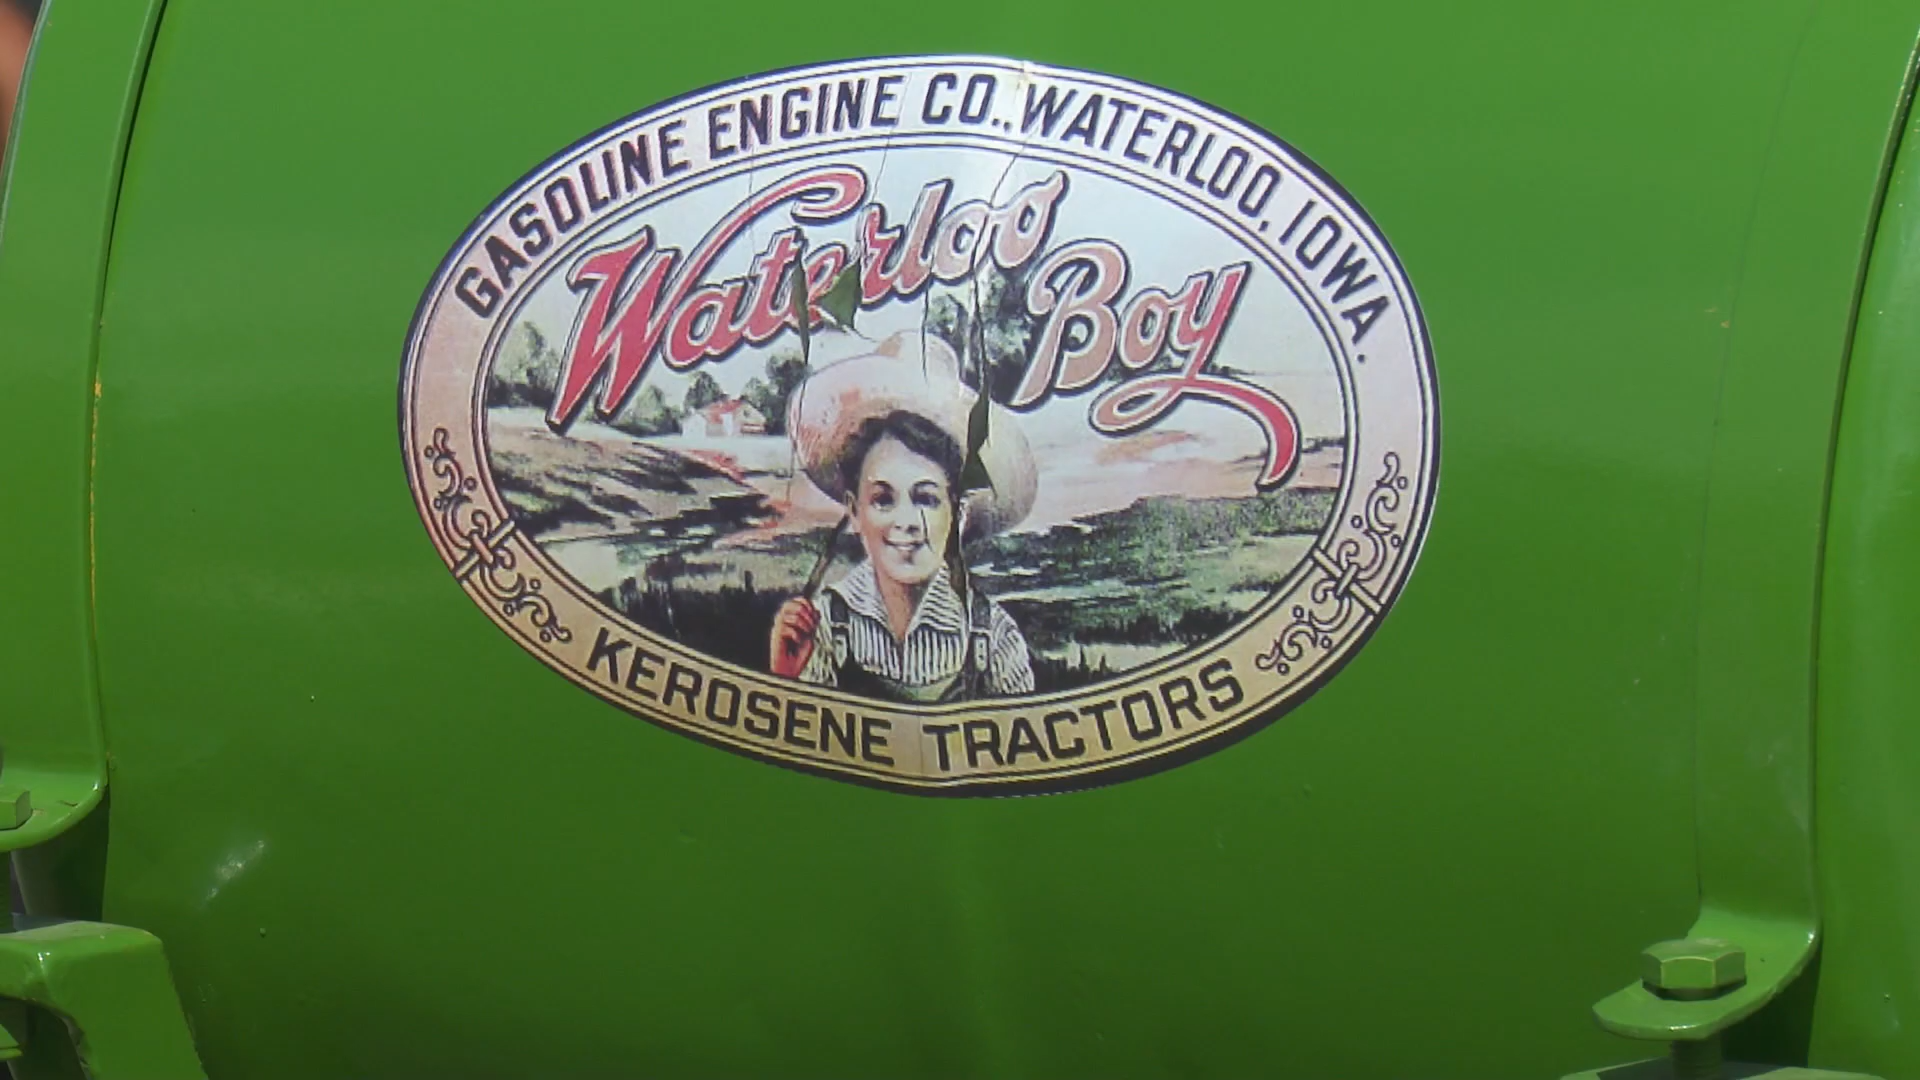 GASOLINE ENGINE CO., WATERLOO, IOWA.
Waterloo
Boy
KEROSENE TRACTORS